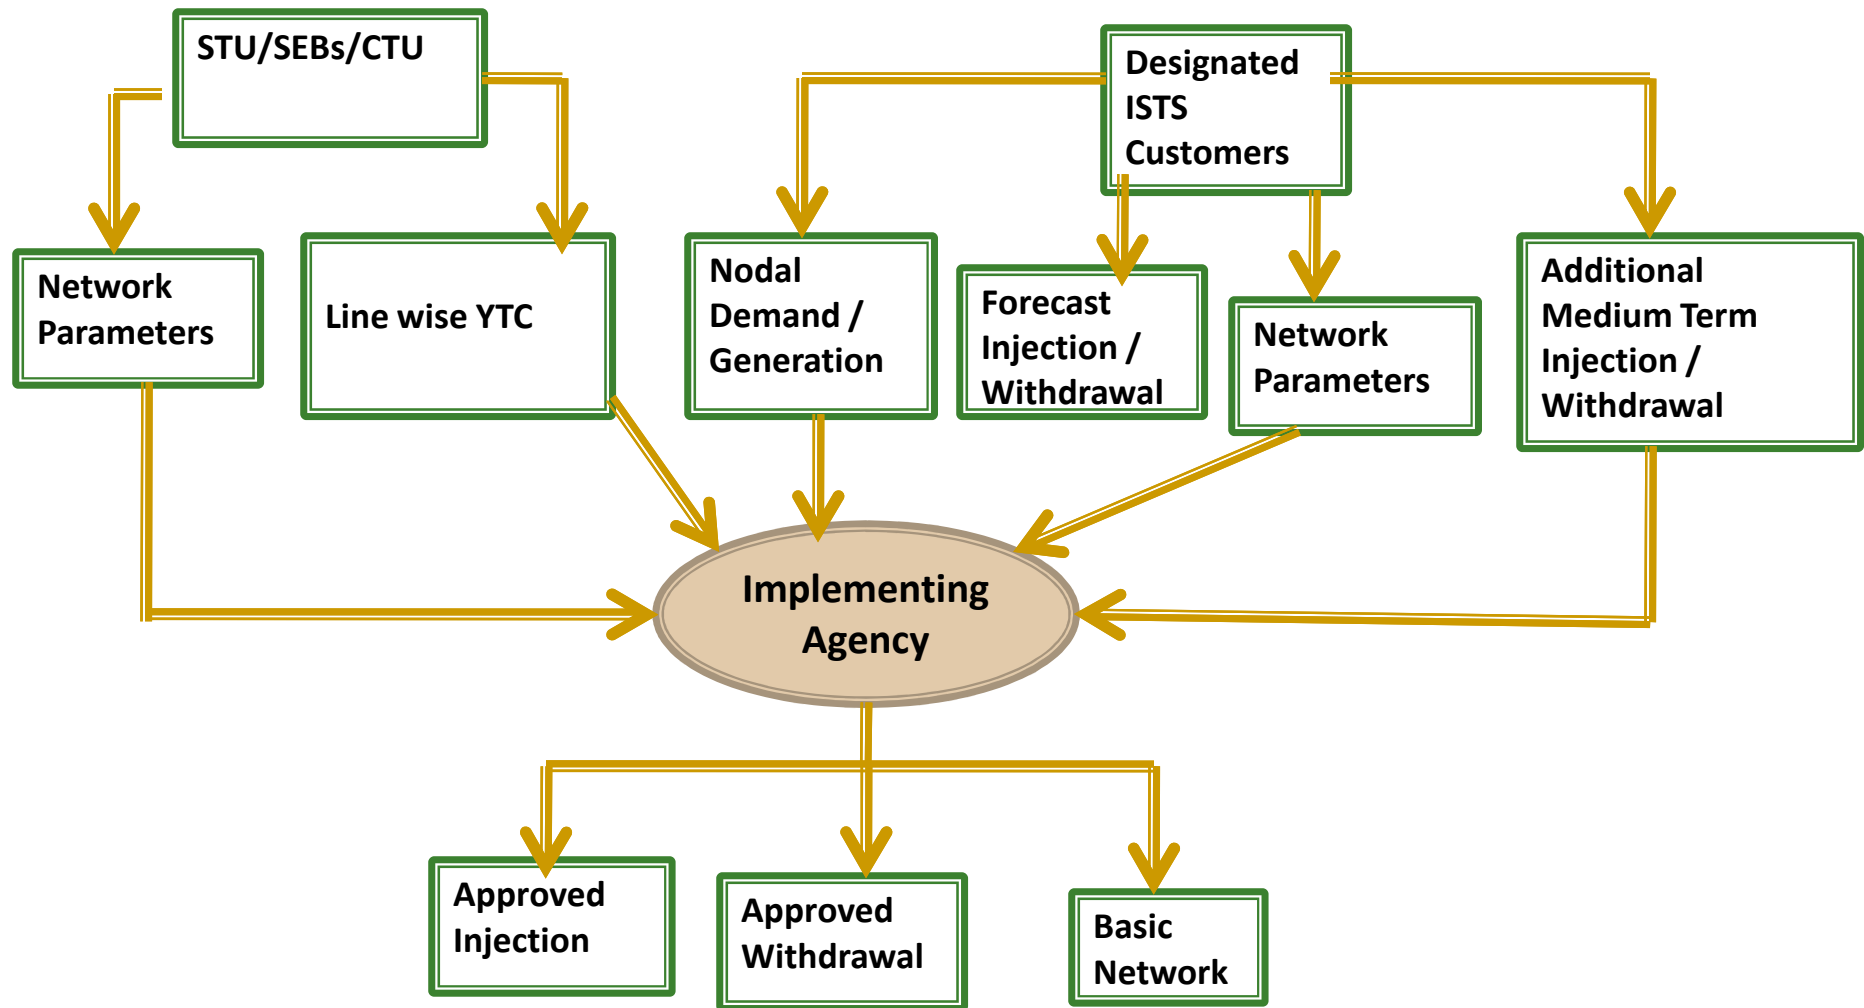 STU/SEBs/CTU
Designated
ISTS
Customers
Network
Parameters
Line wise YTC
Nodal
Demand /
Generation
Forecast
Injection /
Withdrawal
Network
Parameters
Additional
Medium Term
Injection /
Withdrawal
Implementing
Agency
Approved
Injection
Approved
Withdrawal
Basic
Network